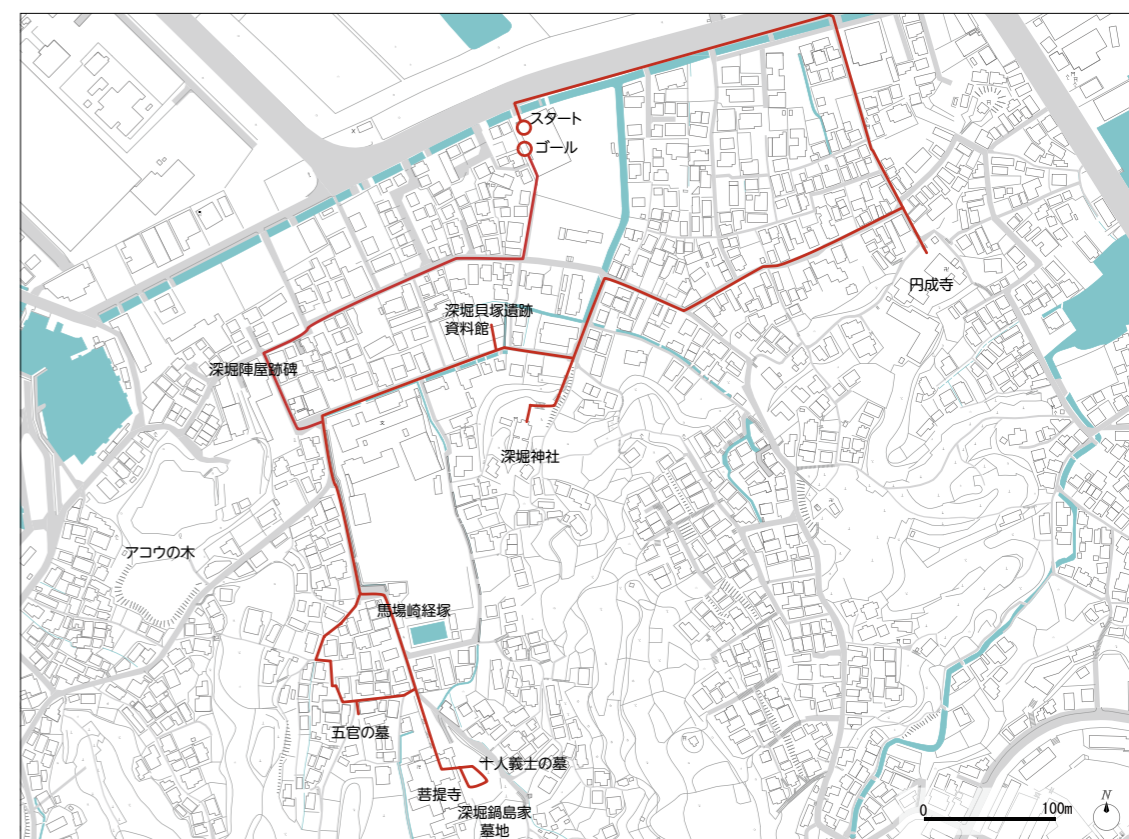 スタート
ゴール
円成寺
深堀貝塚遺跡
資料館
深堀陣屋跡碑
深堀神社
アコウの木
馬場崎経塚
五官の墓
十人義士の墓
菩提寺
深堀鍋島家
墓地
N
0 100m